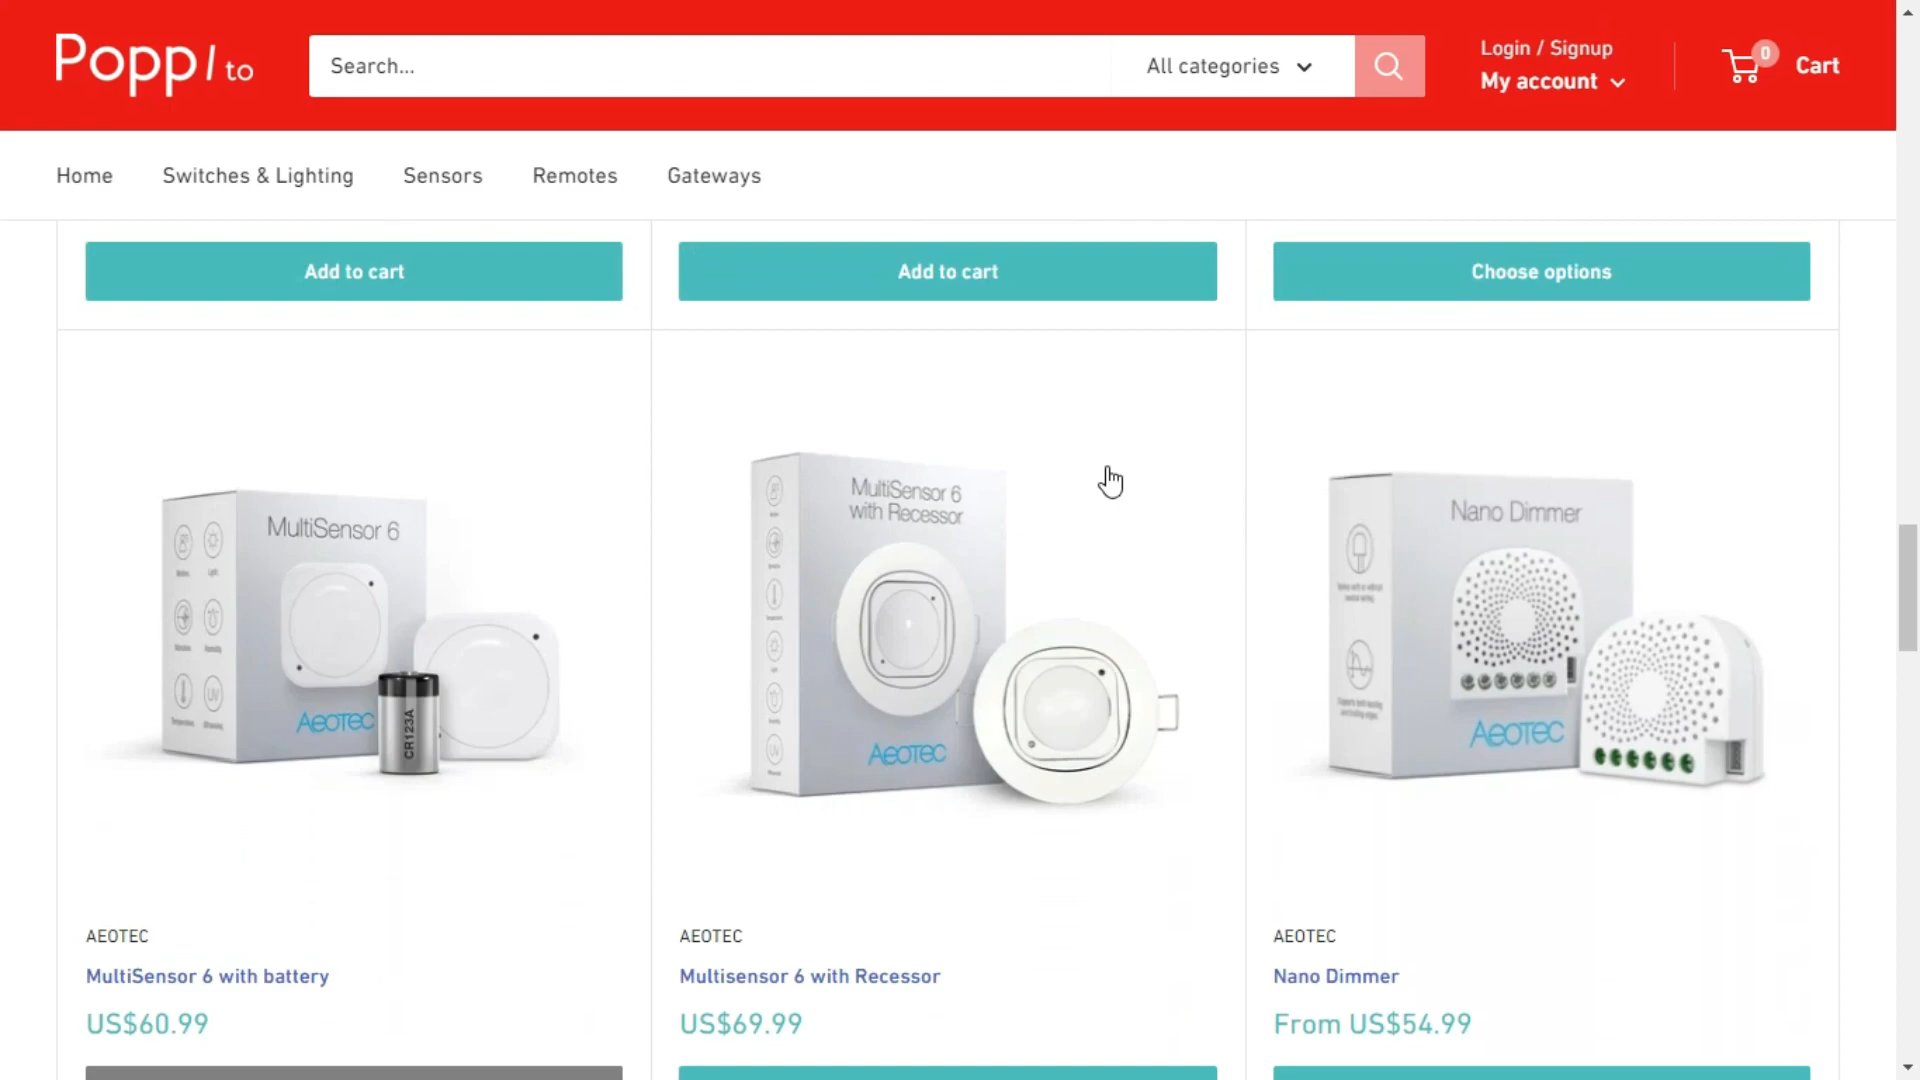 Popp / to
Search...
All categories
Login / Signup
My account
0
Cart
Home
Switches & Lighting
Sensors
Remotes
Gateways
Add to cart
Add to cart
Choose options
MultiSensor 6
AEOTEC
CR123A
MultiSensor 6
with Recessor
UV
AEOTEC
Nano Dimmer
AEOTEC
AEOTEC
MultiSensor 6 with battery
US$60.99
AEOTEC
Multisensor 6 with Recessor
US$69.99
AEOTEC
Nano Dimmer
From US$54.99